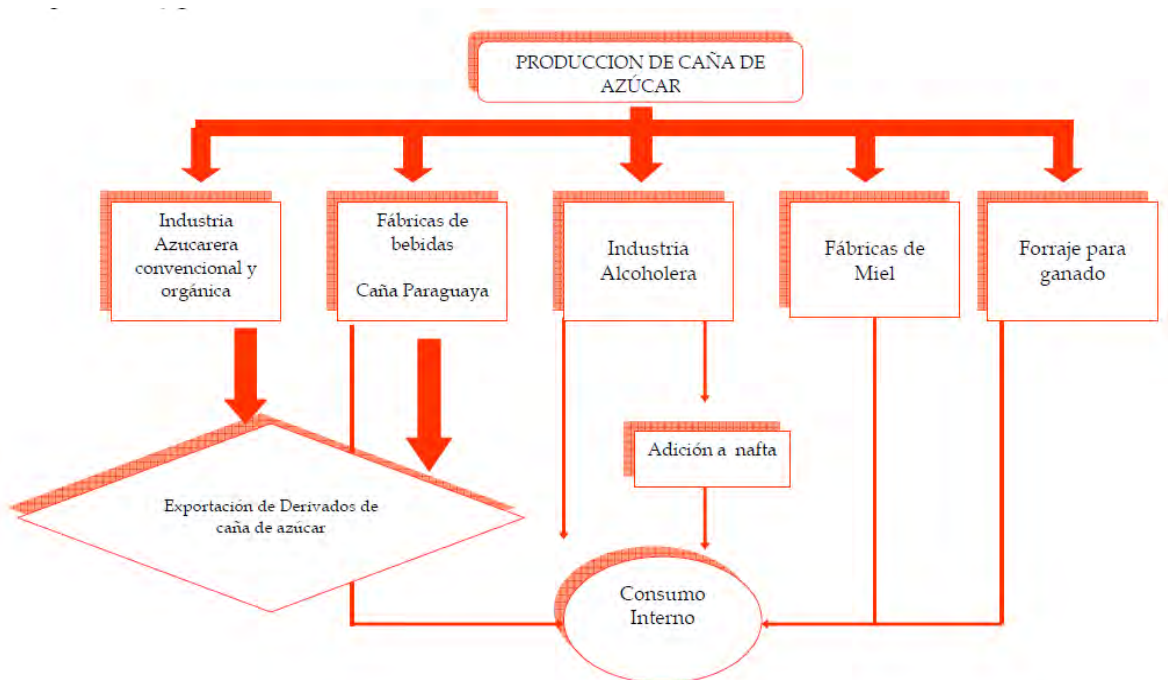 PRODUCCION DE CAÑA DE
AZÚCAR
Industria
Azucarera
convencional y
orgánica
Fábricas de
bebidas
Caña Paraguaya
Industria
Alcoholera
Fábricas de
Miel
Forraje para
ganado
Adición a nafta
Exportación de Derivados de
caña de azúcar
Consumo
Interno